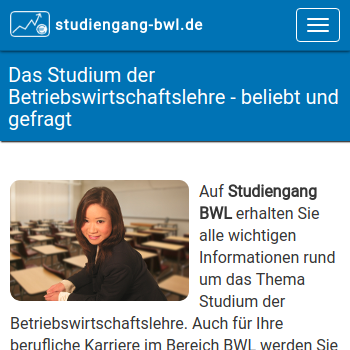 studiengang-bwl.de
Das Studium der
Betriebswirtschaftslehre - beliebt und
gefragt
Auf Studiengang
BWL erhalten Sie
alle wichtigen
Informationen rund
um das Thema
Studium der
Betriebswirtschaftslehre. Auch für Ihre
berufliche Karriere im Bereich BWL werden Sie